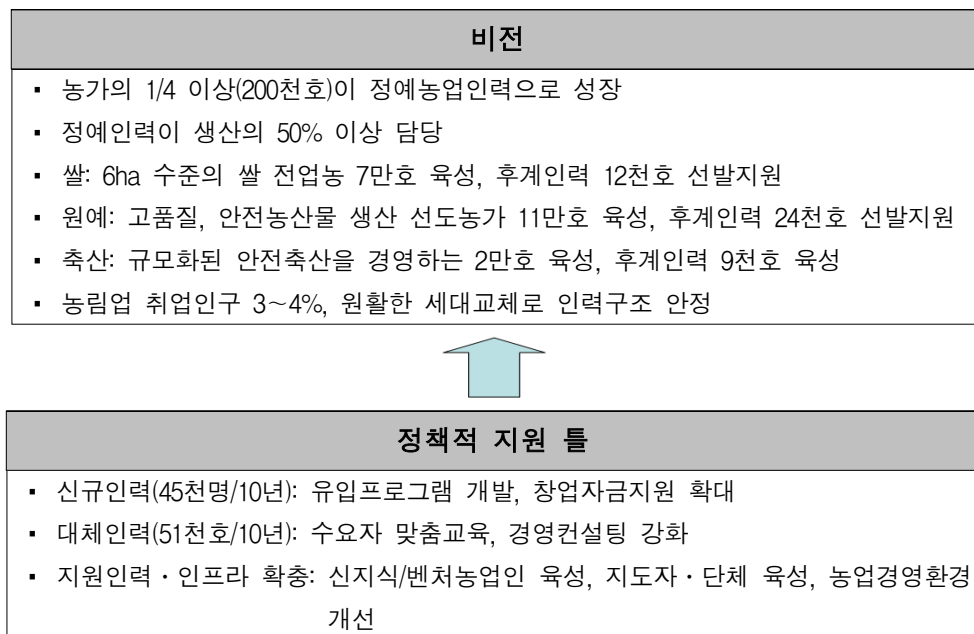 비전
▪ 농가의 1/4 이상(200천호)이 정예농업인력으로 성장
▪ 정예인력이 생산의 50% 이상 담당
▪ 쌀: 6ha 수준의 쌀 전업농 7만호 육성, 후계인력 12천호 선발지원
▪ 원예: 고품질, 안전농산물 생산 선도농가 11만호 육성, 후계인력 24천호 선발지원
▪ 축산: 규모화된 안전축산을 경영하는 2만호 육성, 후계인력 9천호 육성
▪ 농림업 취업인구 3～4%, 원활한 세대교체로 인력구조 안정
정책적 지원 틀
▪ 신규인력(45천명/10년): 유입프로그램 개발, 창업자금지원 확대
▪ 대체인력(51천호/10년): 수요자 맞춤교육, 경영컨설팅 강화
▪ 지원인력・인프라 확충: 신지식/벤처농업인 육성, 지도자・단체 육성, 농업경영환경
개선